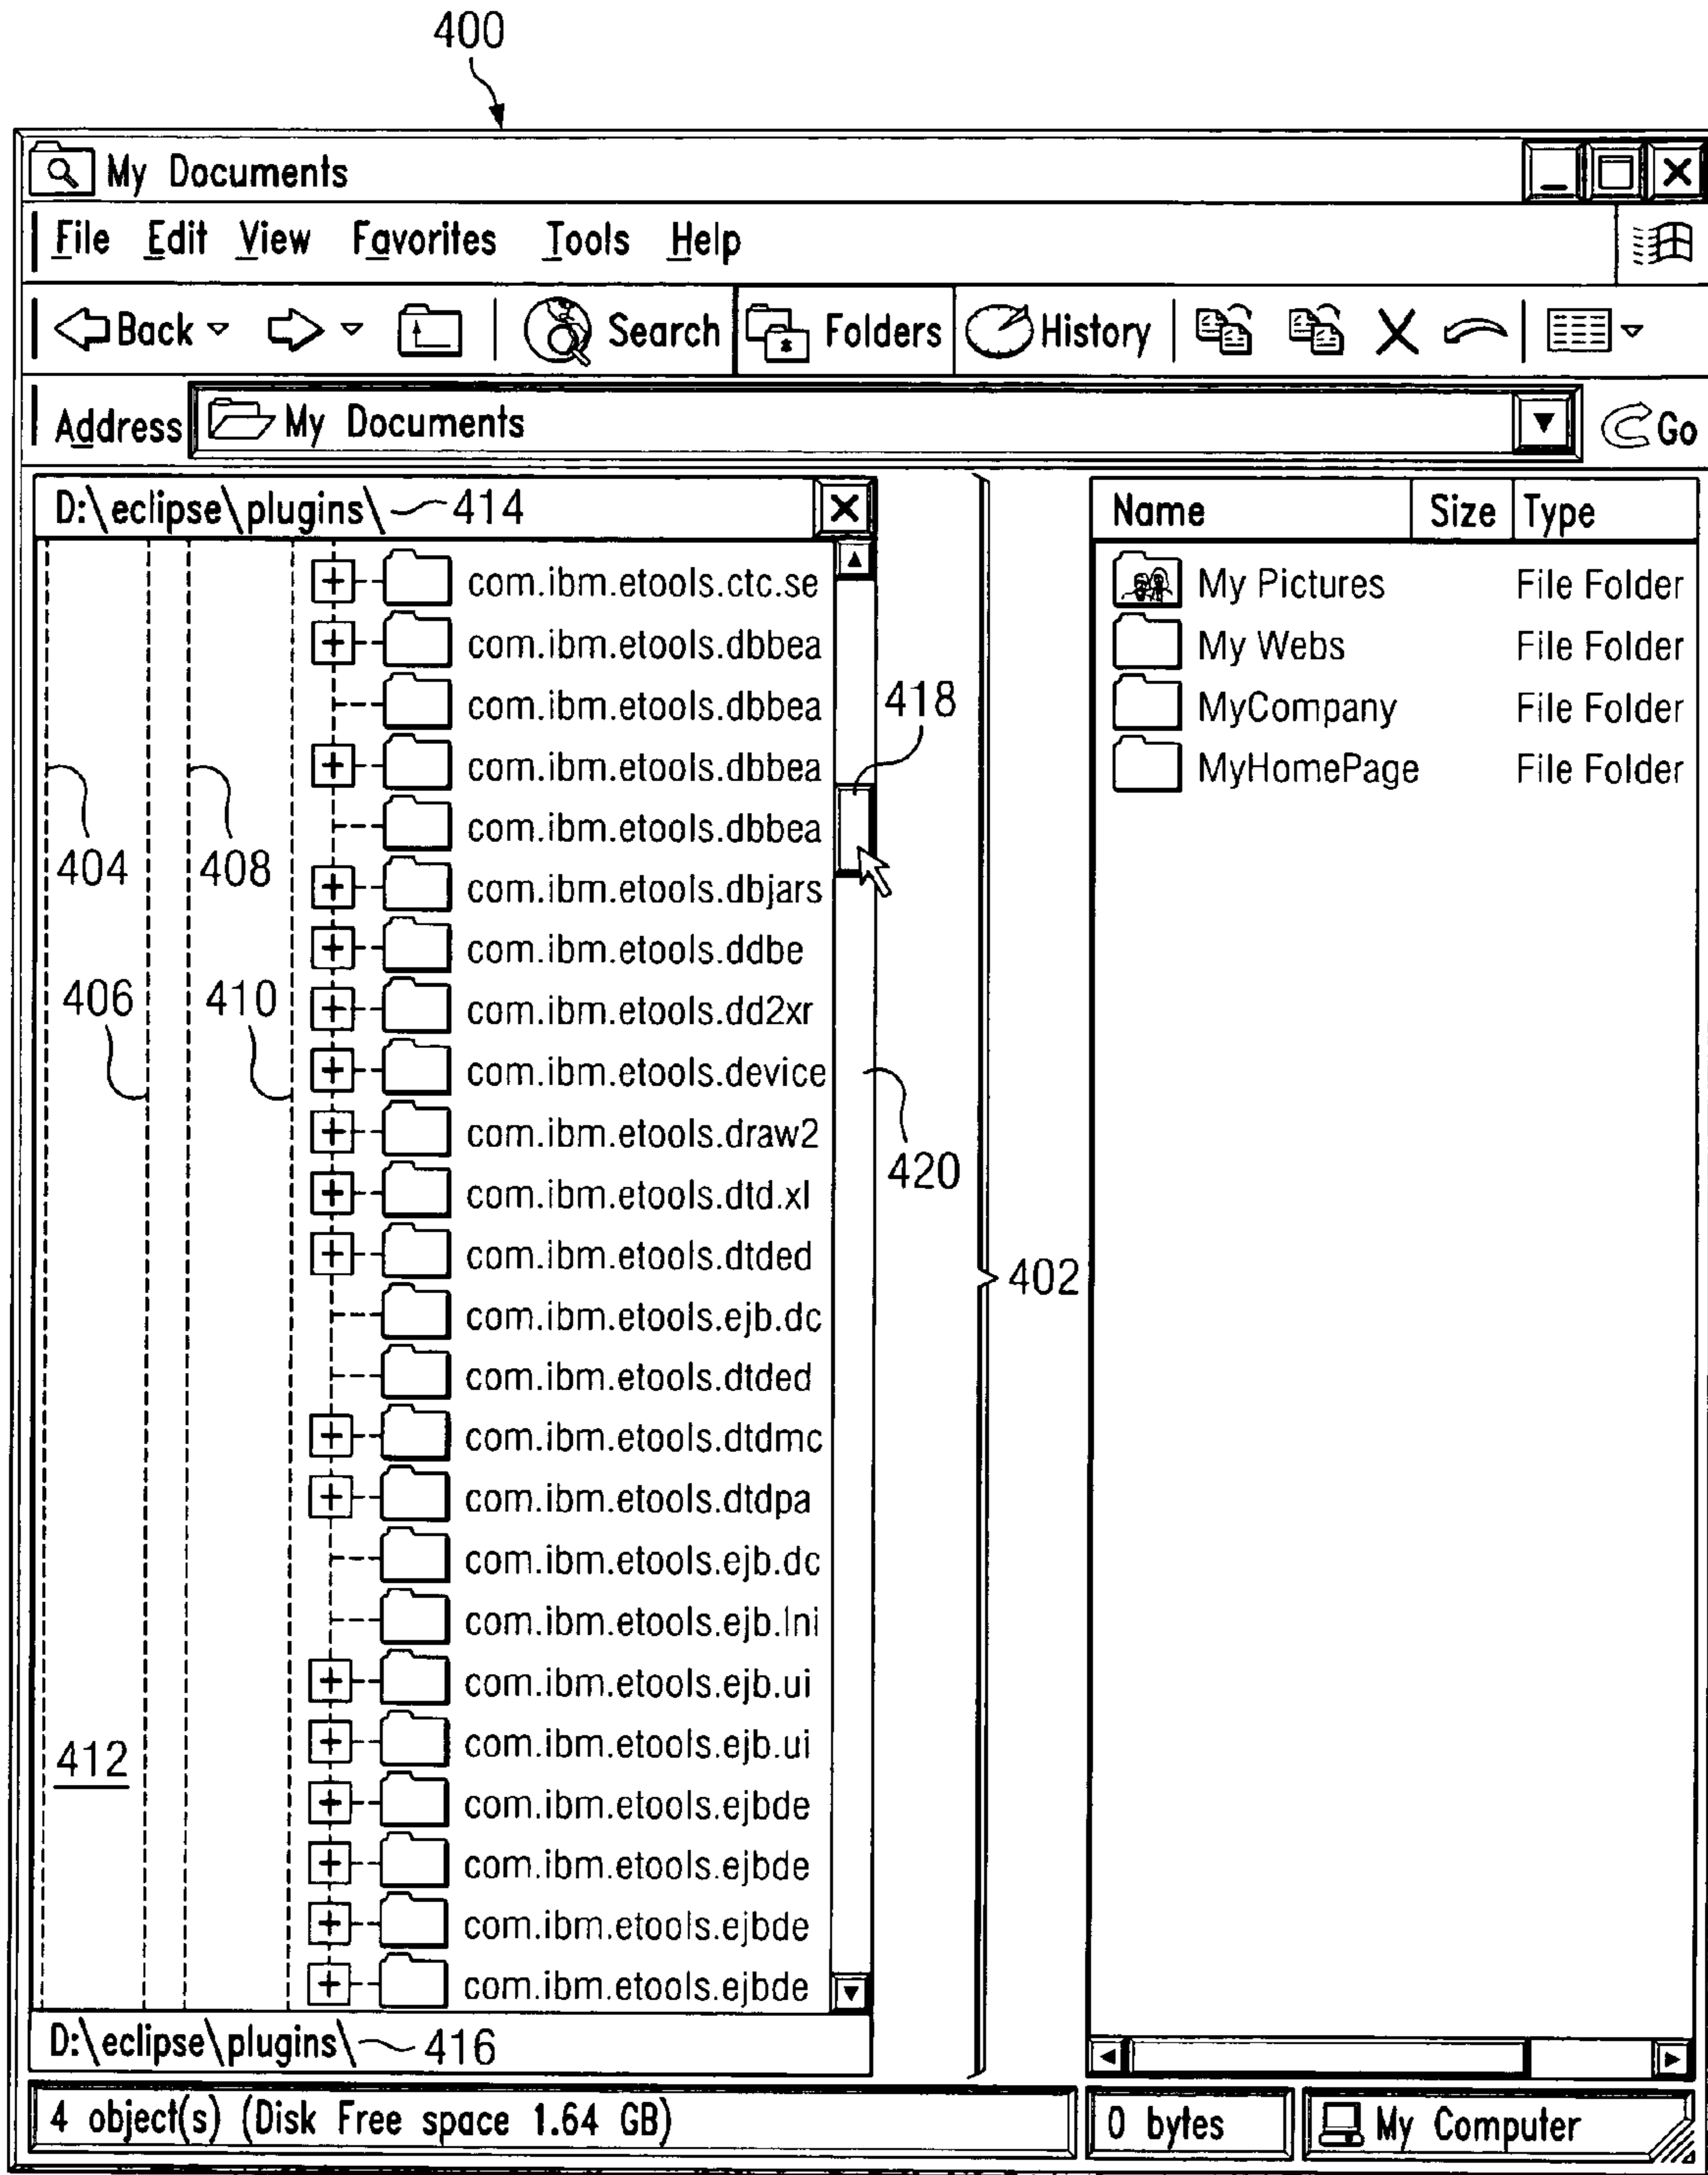 400
My Documents
File Edit View Favorites Tools Help
Back Search Folders History
Address My Documents Go
D:\eclipse\plugins\ 414
com.ibm.etools.ctc.se
com.ibm.etools.dbbea
com.ibm.etools.dbbea
418
com.ibm.etools.dbbea
com.ibm.etools.dbbea
404 408
com.ibm.etools.dbjars
com.ibm.etools.ddbe
406 410
com.ibm.etools.dd2xr
com.ibm.etools.device
com.ibm.etools.draw2
420
com.ibm.etools.dtd.xl
com.ibm.etools.dtded
402
com.ibm.etools.ejb.dc
com.ibm.etools.dtded
com.ibm.etools.dtdmc
com.ibm.etools.dtdpa
com.ibm.etools.ejb.dc
com.ibm.etools.ejb.lni
com.ibm.etools.ejb.ui
com.ibm.etools.ejb.ui
412
com.ibm.etools.ejbde
com.ibm.etools.ejbde
com.ibm.etools.ejbde
com.ibm.etools.ejbde
D:\eclipse\plugins\ 416
Name Size Type
My Pictures File Folder
My Webs File Folder
MyCompany File Folder
MyHomePage File Folder
4 object(s) (Disk Free space 1.64 GB) 0 bytes My Computer